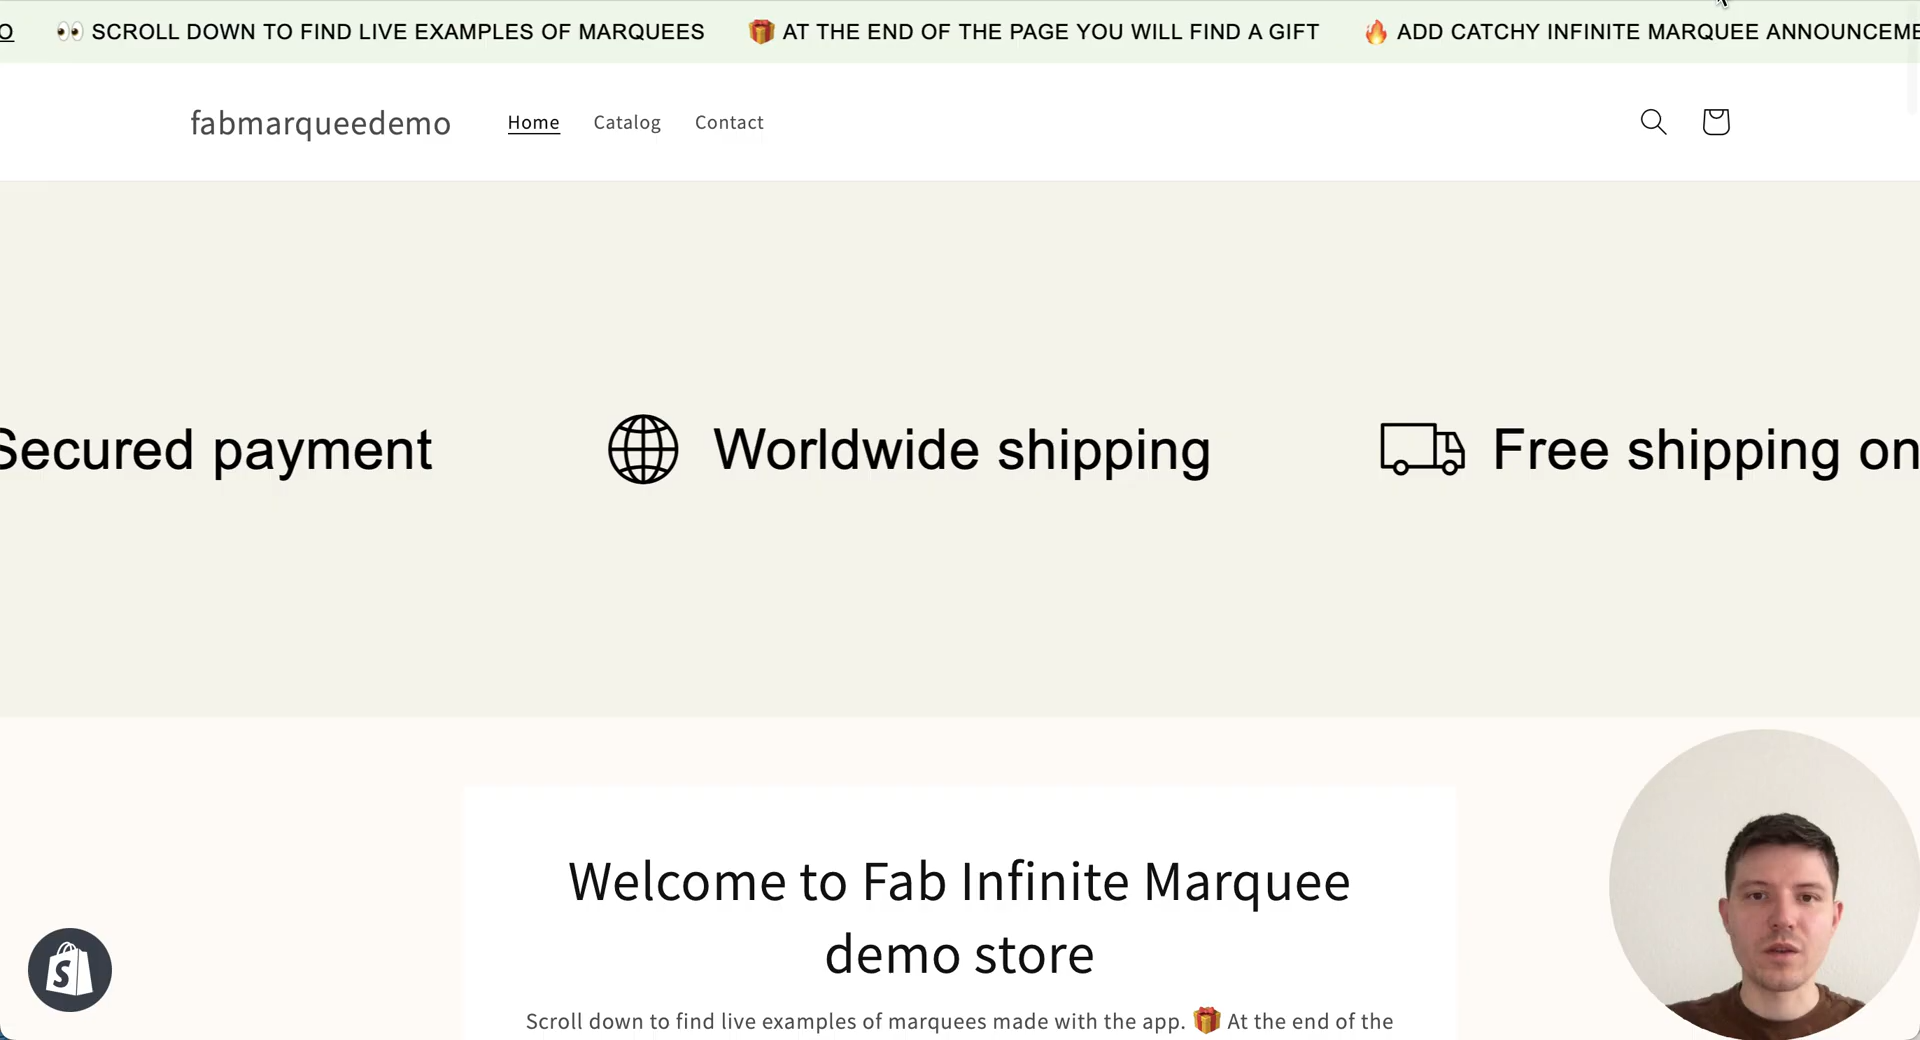 O 👀 SCROLL DOWN TO FIND LIVE EXAMPLES OF MARQUEES 🎁 AT THE END OF THE PAGE YOU WILL FIND A GIFT 🔥 ADD CATCHY INFINITE MARQUEE ANNOUNCEME
fabmarqueedemo Home Catalog Contact
Secured payment Worldwide shipping Free shipping on
Welcome to Fab Infinite Marquee
demo store
Scroll down to find live examples of marquees made with the app. 🎁 At the end of the